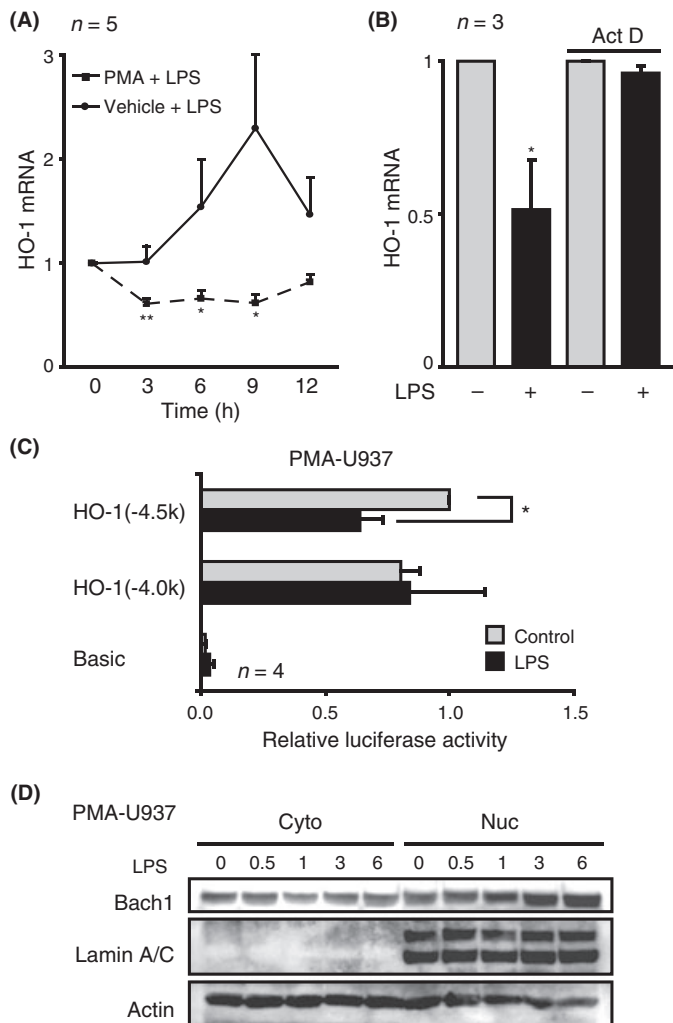 (A)
n = 5
3
2
1
0
HO-1 mRNA
PMA + LPS
Vehicle + LPS
** * *
0 3 6 9 12
Time (h)
(B)
n = 3
Act D
1
0.5
0
HO-1 mRNA
*
LPS − + − +
(C)
PMA-U937
HO-1(-4.5k)
*
HO-1(-4.0k)
Basic
n = 4
Control
LPS
0.0 0.5 1.0 1.5
Relative luciferase activity
(D)
PMA-U937
Cyto Nuc
LPS 0 0.5 1 3 6 0 0.5 1 3 6
Bach1
Lamin A/C
Actin